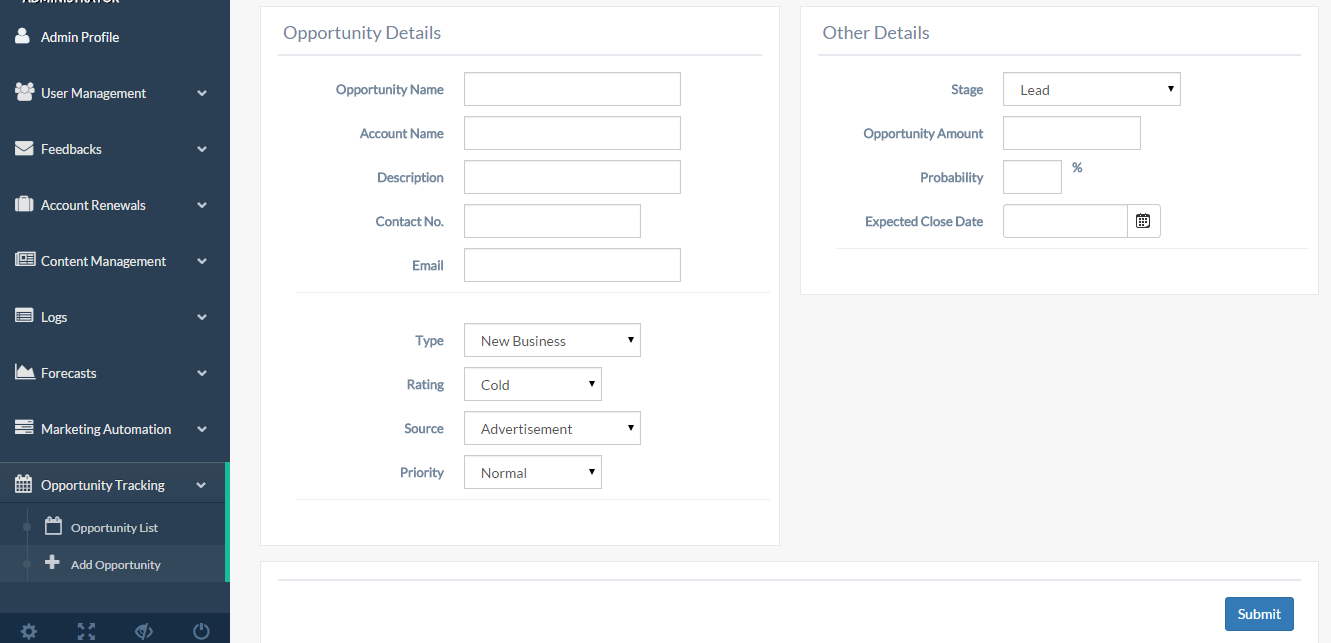 ADMINISTRATOR
Admin Profile
User Management
Feedbacks
Account Renewals
Content Management
Logs
Forecasts
Marketing Automation
Opportunity Tracking
Opportunity List
Add Opportunity
Opportunity Details
Opportunity Name
Account Name
Description
Contact No.
Email
Type New Business
Rating Cold
Source Advertisement
Priority Normal
Other Details
Stage Lead
Opportunity Amount
Probability %
Expected Close Date
Submit